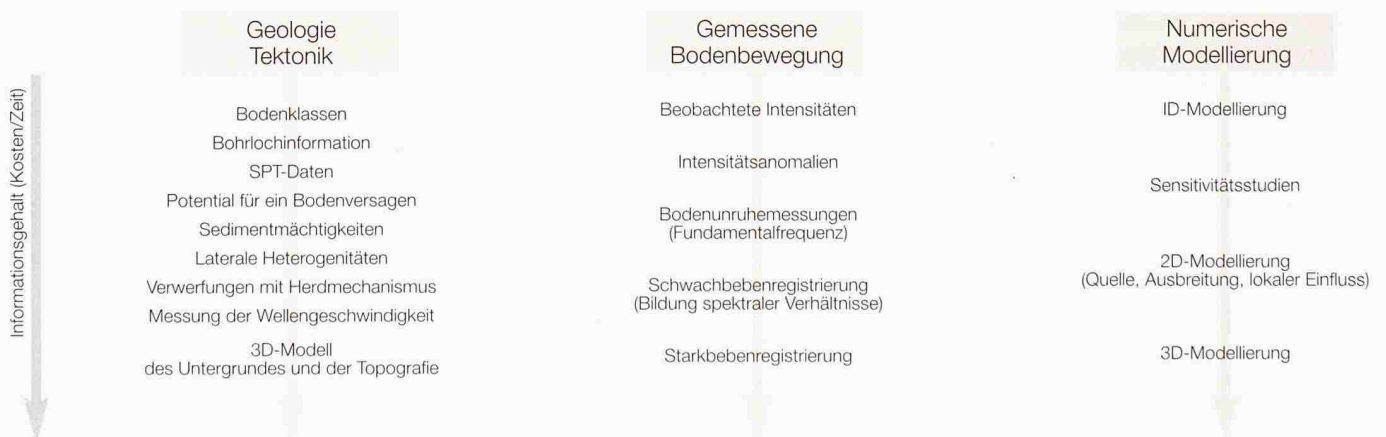 Informationsgehalt (Kosten/Zeit)
Geologie
Tektonik
Bodenklassen
Bohrlochinformation
SPT-Daten
Potential für ein Bodenversagen
Sedimentmächtigkeiten
Laterale Heterogenitäten
Verwerfungen mit Herdmechanismus
Messung der Wellengeschwindigkeit
3D-Modell
des Untergrundes und der Topografie
Gemessene
Bodenbewegung
Beobachtete Intensitäten
Intensitätsanomalien
Bodenunruhemessungen
(Fundamentalfrequenz)
Schwachbebenregistrierung
(Bildung spektraler Verhältnisse)
Starkbebenregistrierung
Numerische
Modellierung
ID-Modellierung
Sensitivitätsstudien
2D-Modellierung
(Quelle, Ausbreitung, lokaler Einfluss)
3D-Modellierung